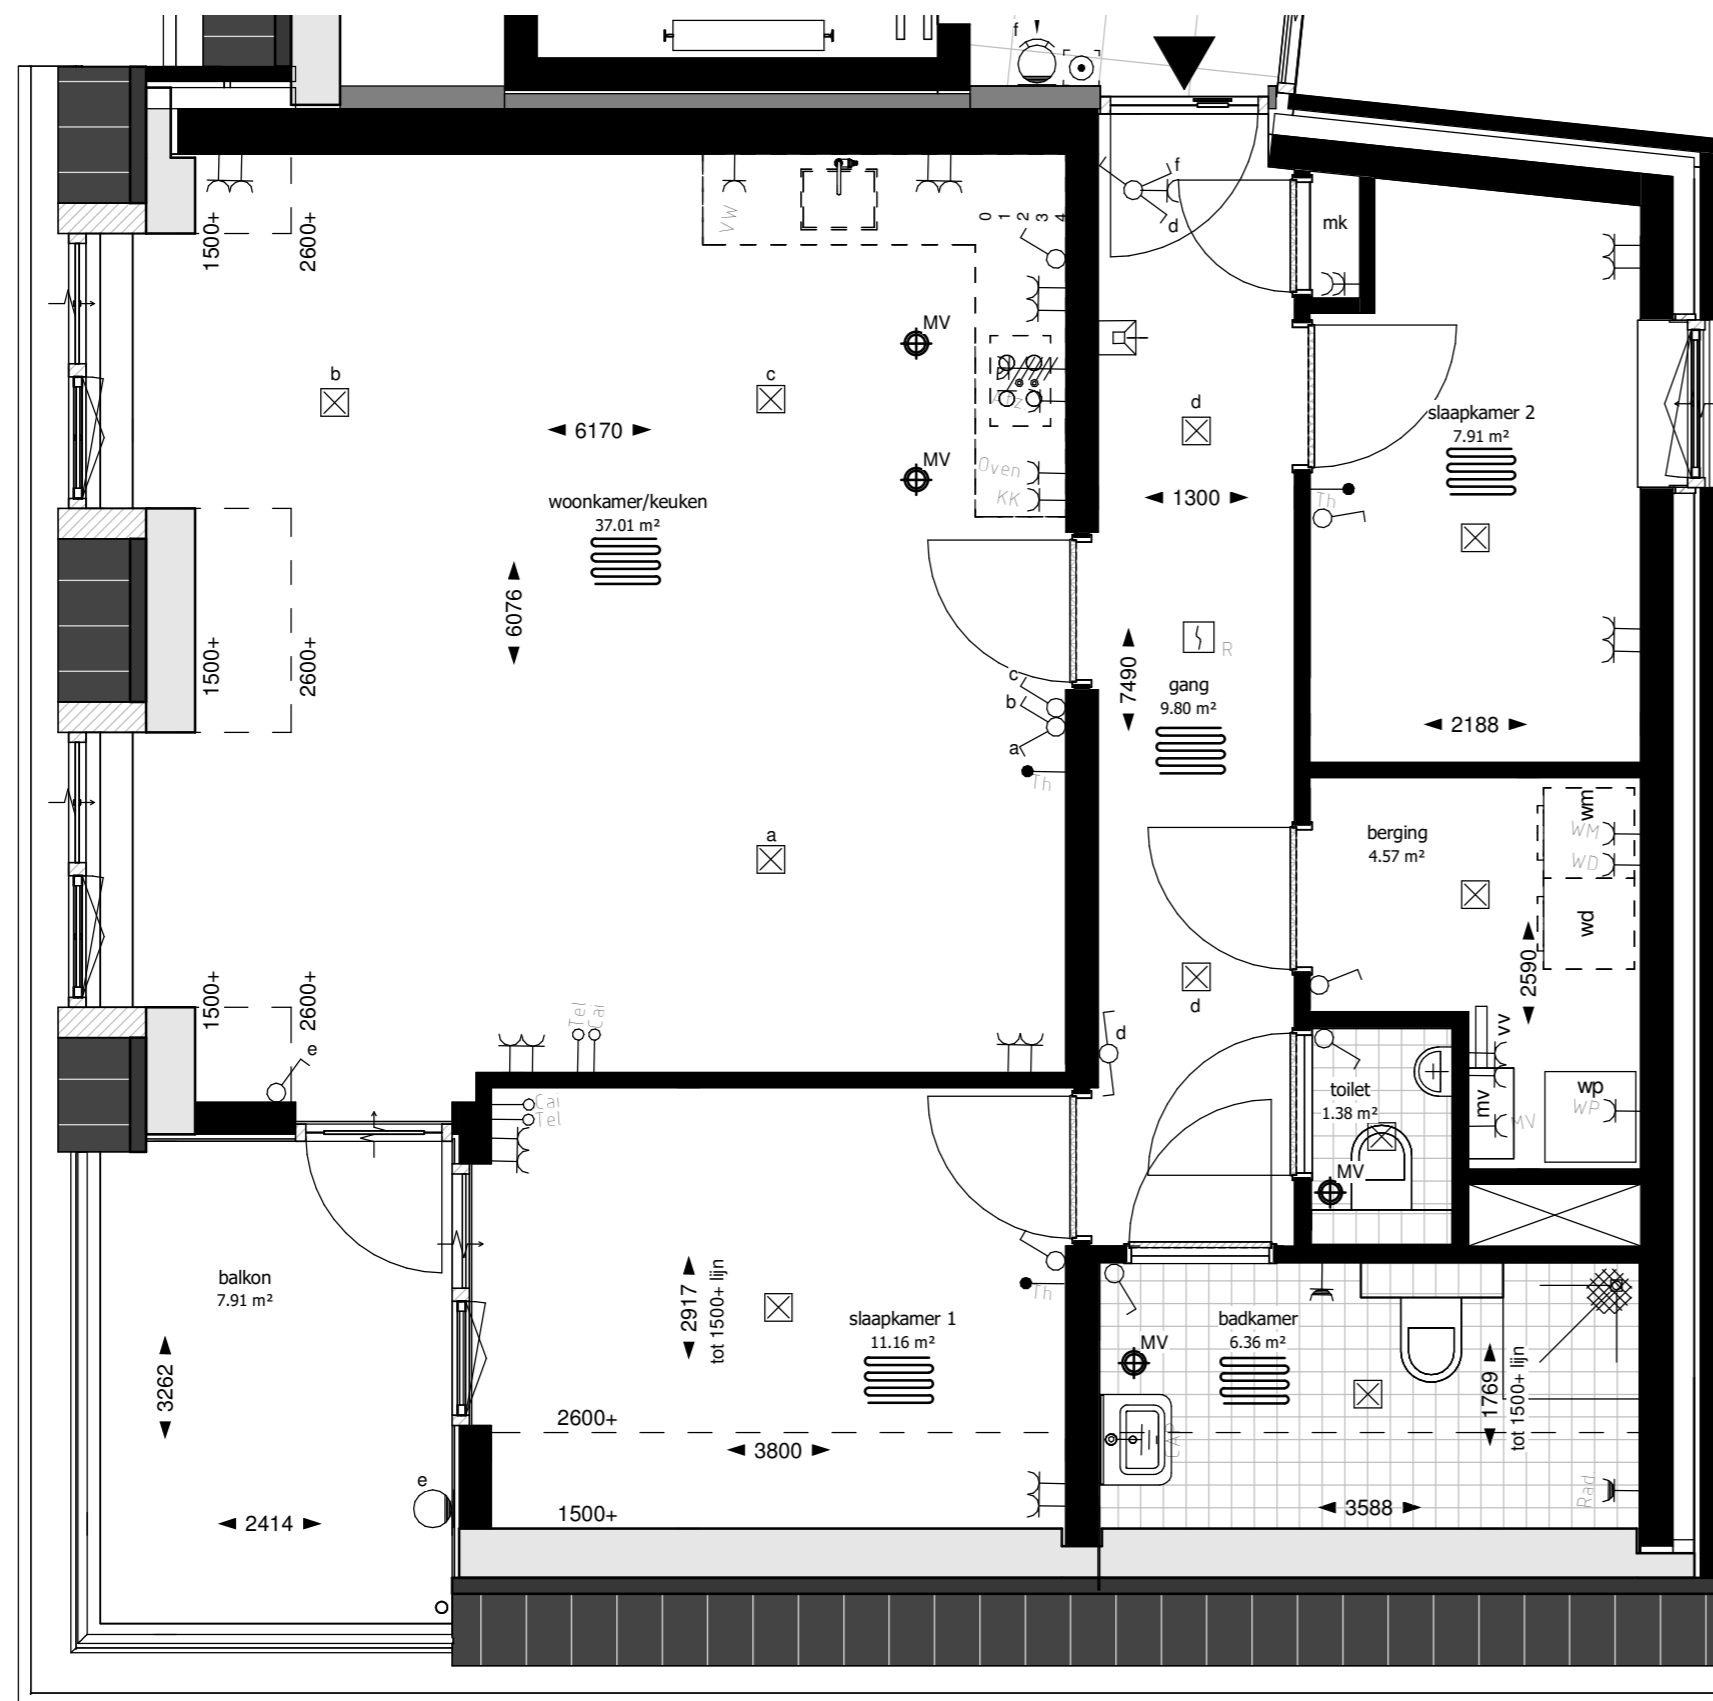 f
f
d
mk
1500+
2600+
VW
0
1
2
3
4
MV
b
c
d
6170
slaapkamer 2
7.91 m²
Afz
MV
Oven
KK
1300
Th
woonkamer/keuken
37.01 m²
6076
1500+
2600+
R
7490
gang
9.80 m²
c
b
a
Th
2188
wm
WM
WD
berging
4.57 m²
a
wd
2590
d
1500+
2600+
e
Tel
Cai
d
vv
toilet
1.38 m²
mv
MV
wp
WP
Cai
Tel
MV
balkon
7.91 m²
2917
tot 1500+ lijn
Th
slaapkamer 1
11.16 m²
badkamer
6.36 m²
MV
3262
1769
tot 1500+ lijn
2600+
3800
CAP
e
2414
1500+
3588
Rad